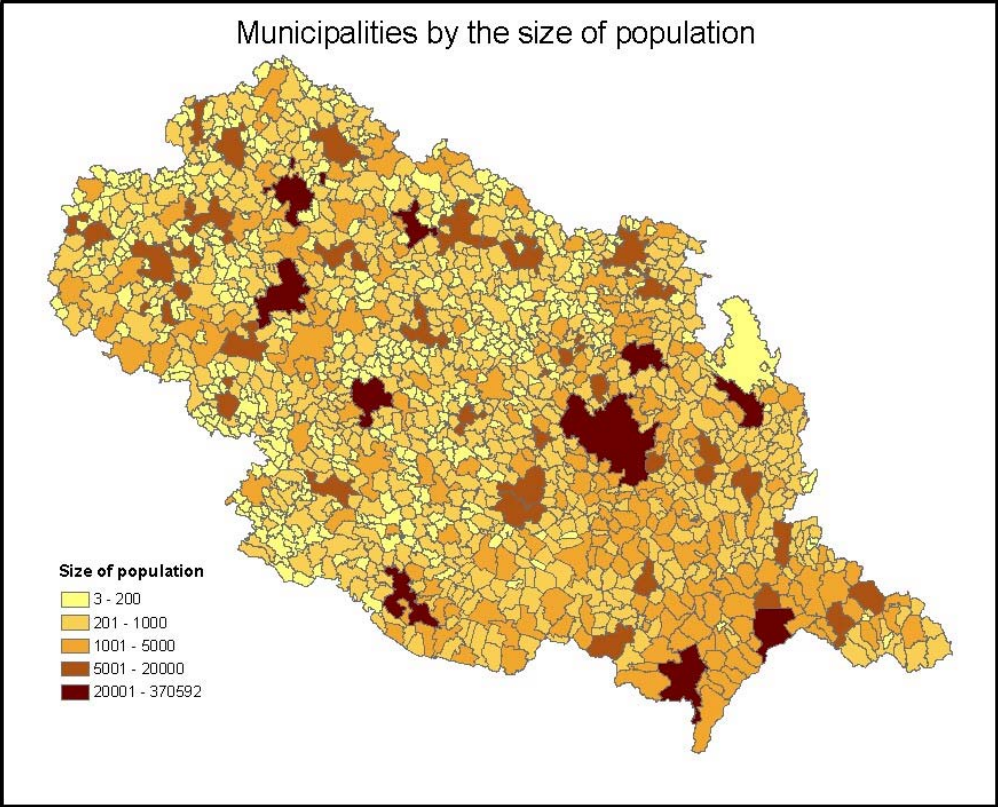 Municipalities by the size of population
Size of population
3 - 200
201 - 1000
1001 - 5000
5001 - 20000
20001 - 370592